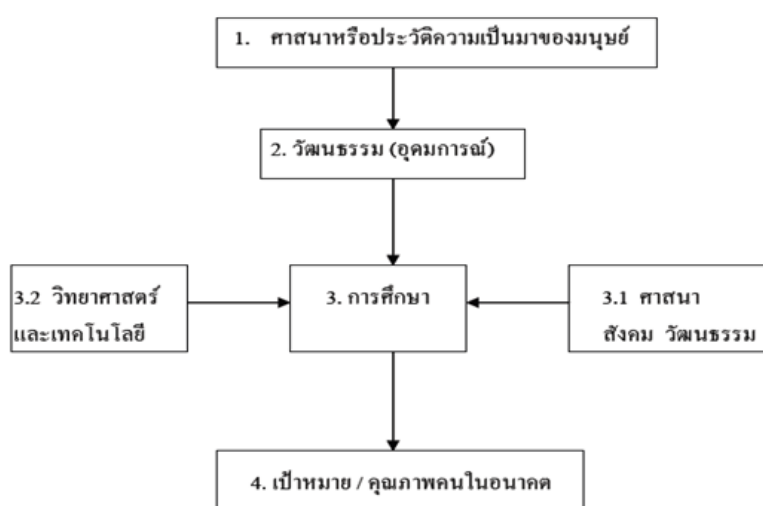 1. ศาสนาหรือประวัติความเป็นมาของมนุษย์
2. วัฒนธรรม (อุดมการณ์)
3.2 วิทยาศาสตร์
และเทคโนโลยี
3. การศึกษา
3.1 ศาสนา
สังคม วัฒนธรรม
4. เป้าหมาย / คุณภาพคนในอนาคต